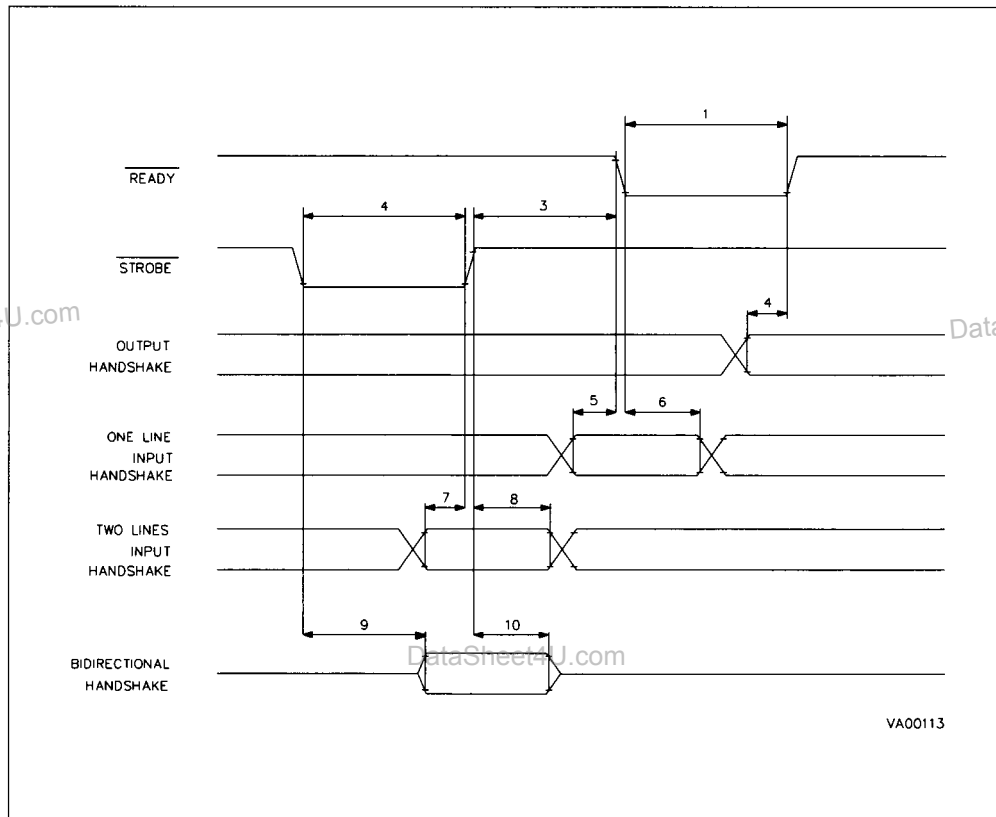 1
READY
4
3
STROBE
4U.com
4
Data
OUTPUT
HANDSHAKE
5
6
ONE LINE
INPUT
HANDSHAKE
7
8
TWO LINES
INPUT
HANDSHAKE
9
10
DataSheet4U.com
BIDIRECTIONAL
HANDSHAKE
VA00113